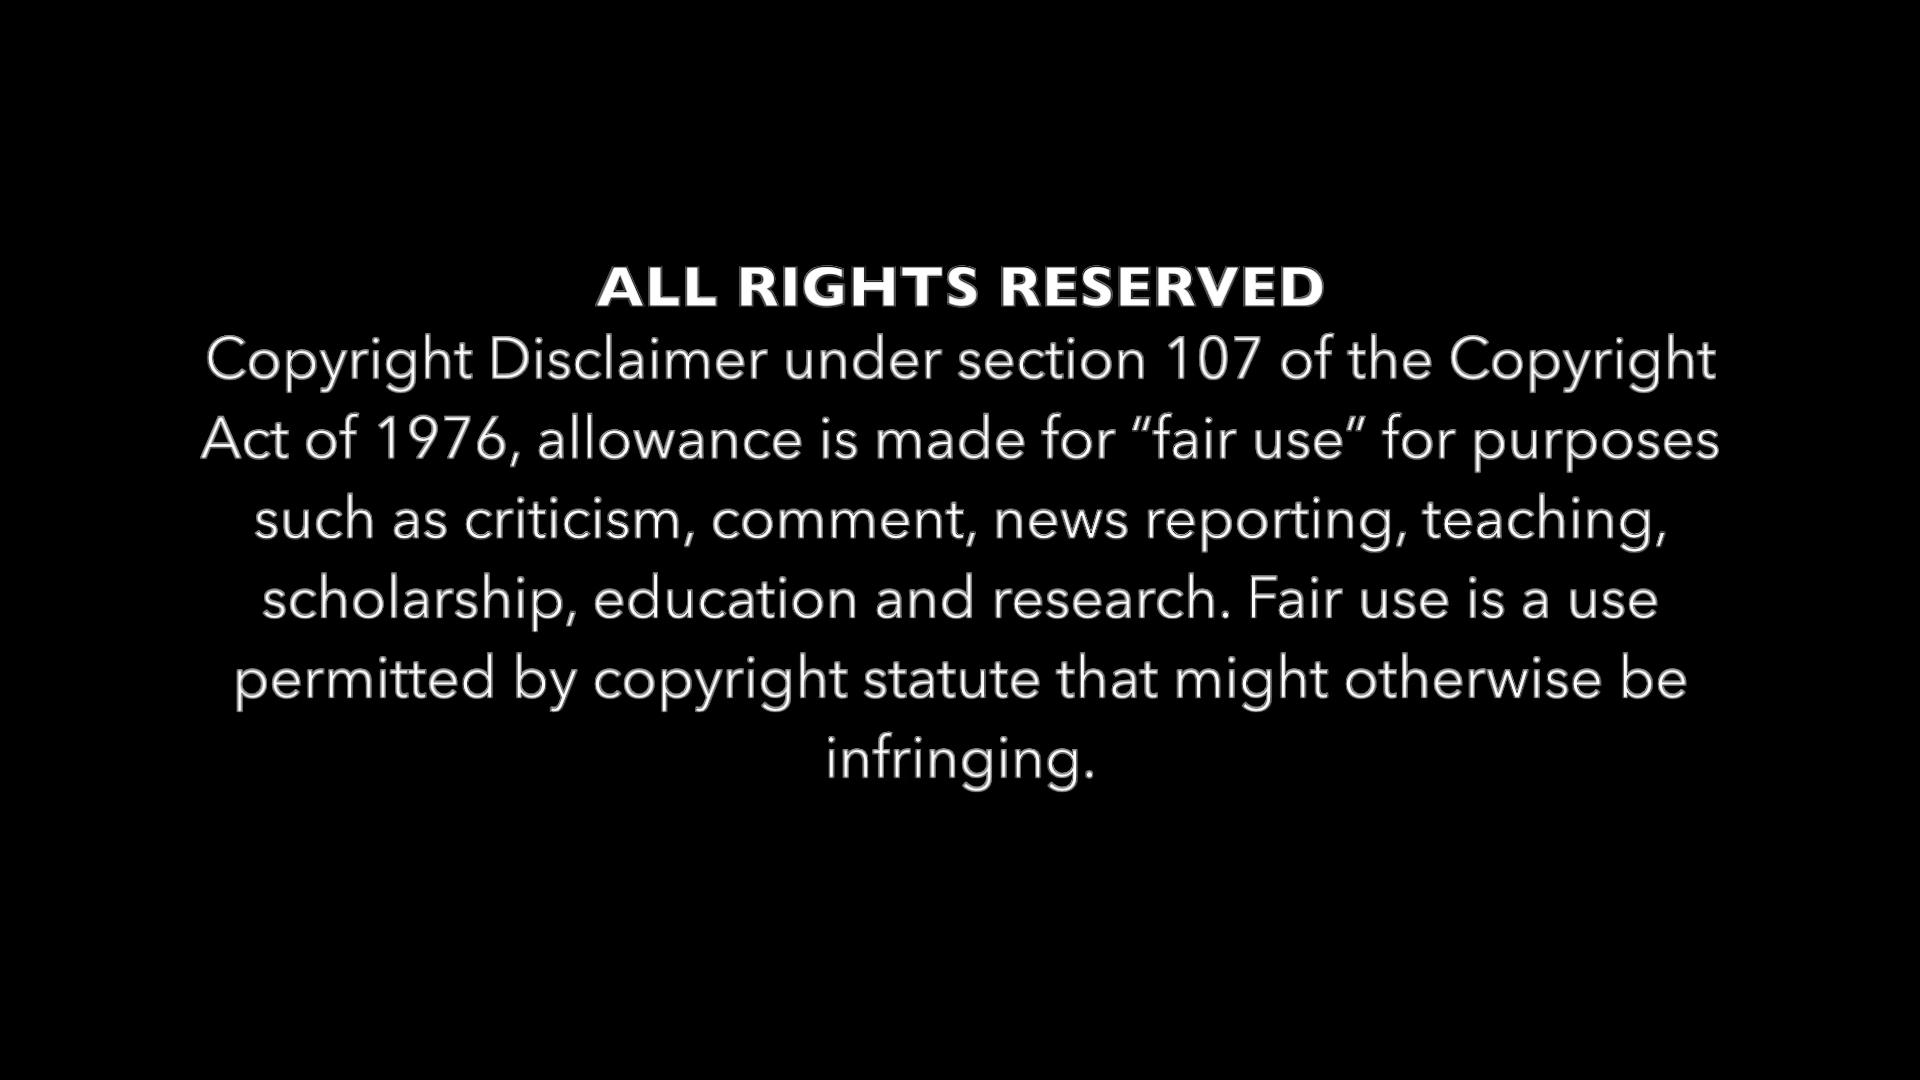 ALL RIGHTS RESERVED
Copyright Disclaimer under section 107 of the Copyright
Act of 1976, allowance is made for “fair use” for purposes
such as criticism, comment, news reporting, teaching,
scholarship, education and research. Fair use is a use
permitted by copyright statute that might otherwise be
infringing.